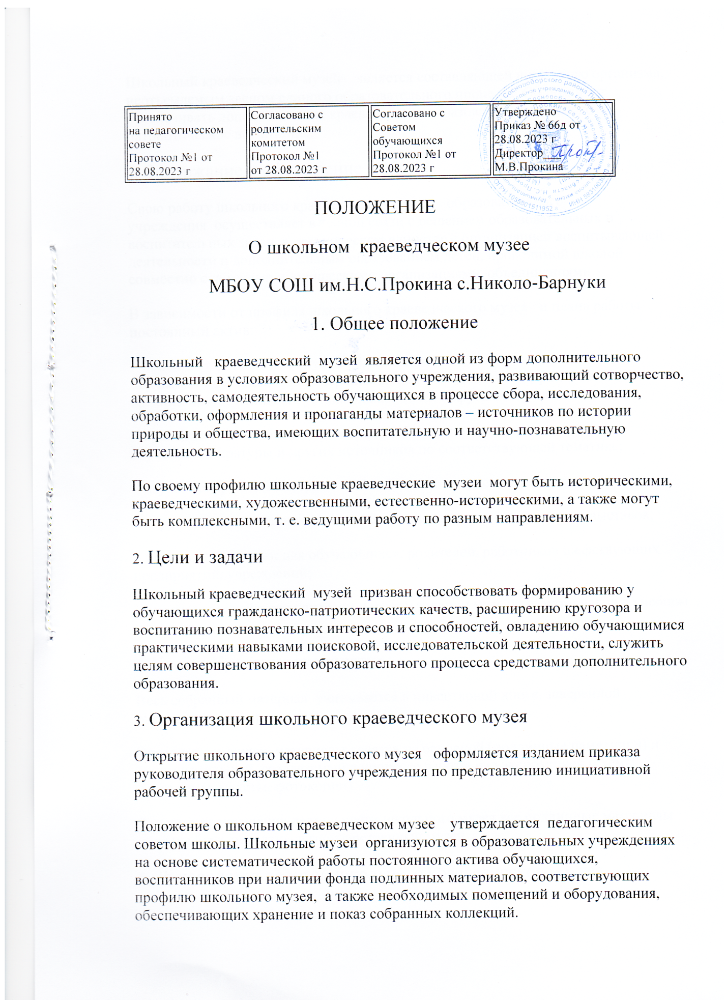 Принято
на педагогическом
совете
Протокол №1 от
28.08.2023 г
Согласовано с
родительским
комитетом
Протокол №1
от 28.08.2023 г
Согласовано с
Советом
обучающихся
Протокол №1 от
28.08.2023 г
Утверждено
Приказ № 66д от
28.08.2023 г
Директор
М.В.Прокина
Сосновоборского района
ОГРН 1055801511952
ПОЛОЖЕНИЕ
О школьном краеведческом музее
МБОУ СОШ им.Н.С.Прокина с.Николо-Барнуки
1. Общее положение
Школьный краеведческий музей является одной из форм дополнительного
образования в условиях образовательного учреждения, развивающий сотворчество,
активность, самодеятельность обучающихся в процессе сбора, исследования,
обработки, оформления и пропаганды материалов – источников по истории
природы и общества, имеющих воспитательную и научно-познавательную
деятельность.
По своему профилю школьные краеведческие музеи могут быть историческими,
краеведческими, художественными, естественно-историческими, а также могут
быть комплексными, т. е. ведущими работу по разным направлениям.
2. Цели и задачи
Школьный краеведческий музей призван способствовать формированию у
обучающихся гражданско-патриотических качеств, расширению кругозора и
воспитанию познавательных интересов и способностей, овладению обучающимися
практическими навыками поисковой, исследовательской деятельности, служить
целям совершенствования образовательного процесса средствами дополнительного
образования.
3. Организация школьного краеведческого музея
Открытие школьного краеведческого музея оформляется изданием приказа
руководителя образовательного учреждения по представлению инициативной
рабочей группы.
Положение о школьном краеведческом музее утверждается педагогическим
советом школы. Школьные музеи организуются в образовательных учреждениях
на основе систематической работы постоянного актива обучающихся,
воспитанников при наличии фонда подлинных материалов, соответствующих
профилю школьного музея, а также необходимых помещений и оборудования,
обеспечивающих хранение и показ собранных коллекций.